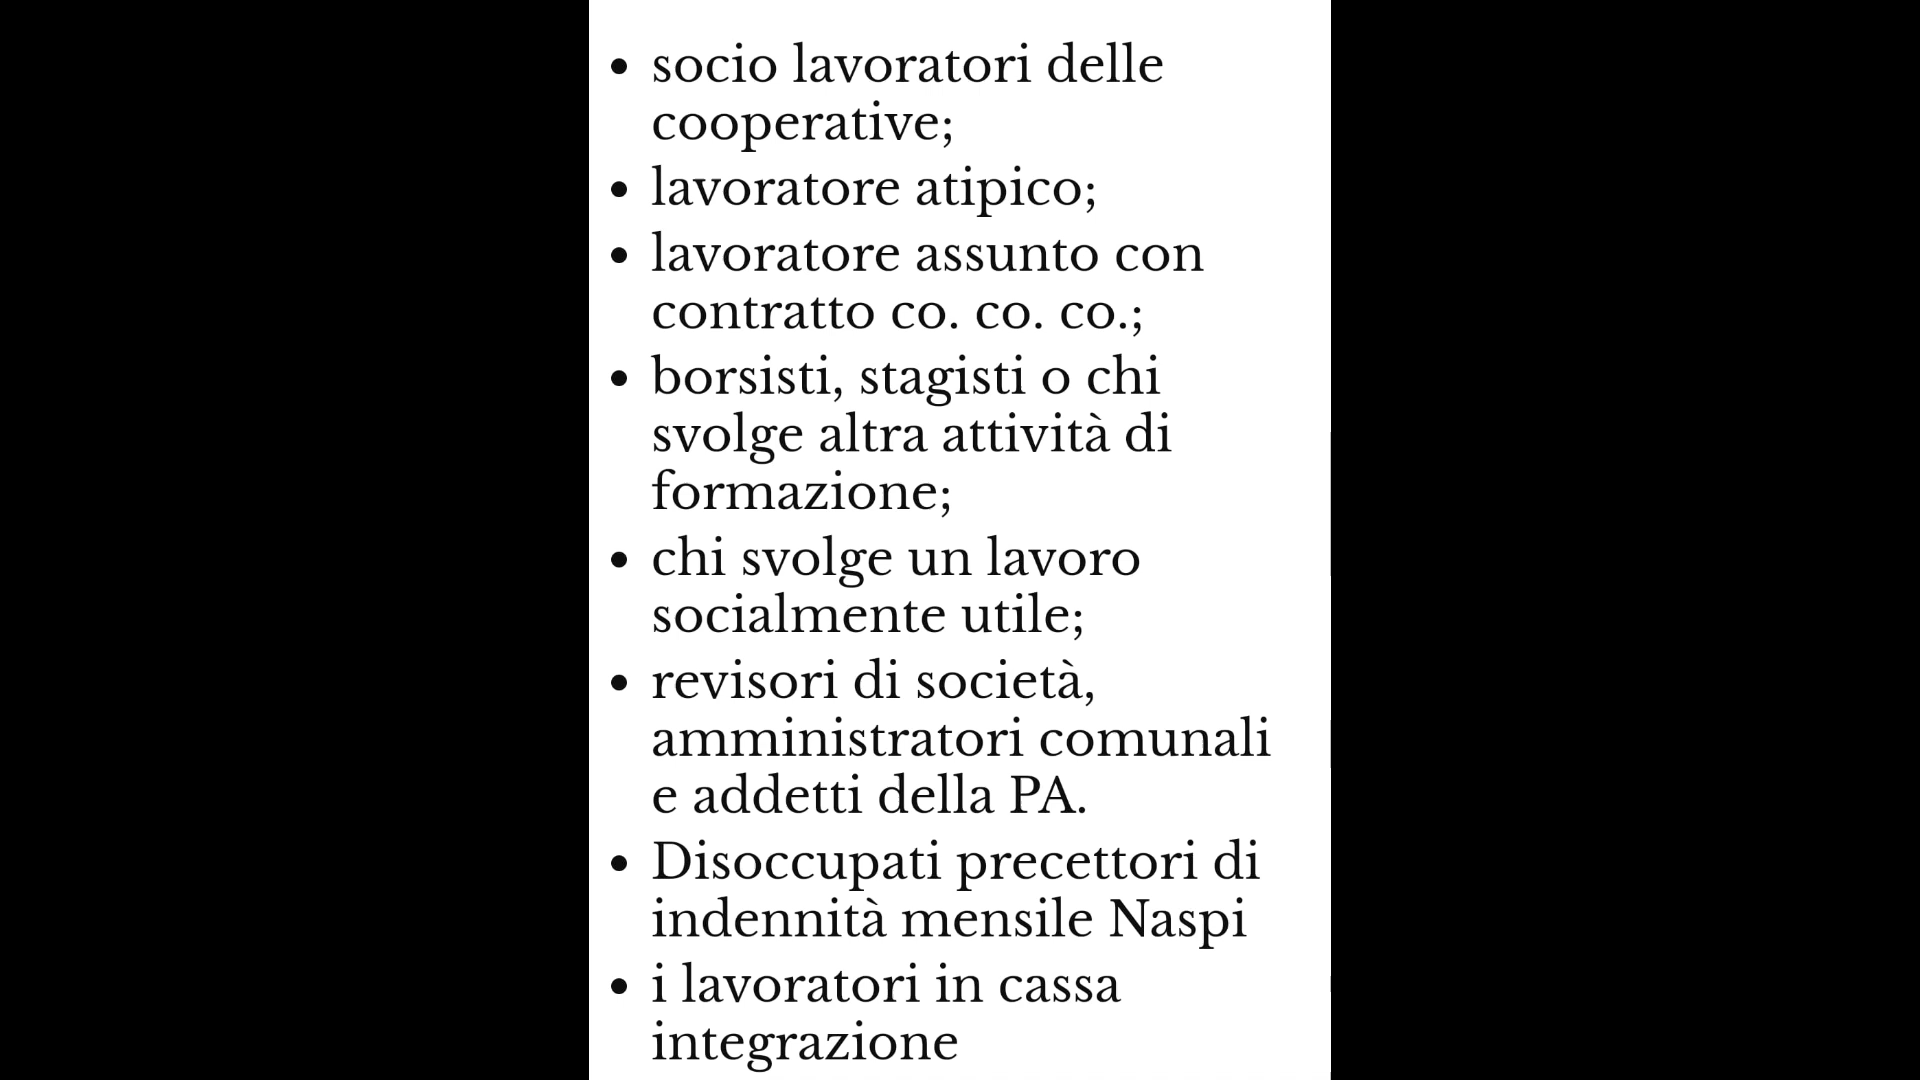 • socio lavoratori delle
cooperative;
• lavoratore atipico;
• lavoratore assunto con
contratto co. co. co.;
• borsisti, stagisti o chi
svolge altra attività di
formazione;
• chi svolge un lavoro
socialmente utile;
• revisori di società,
amministratori comunali
e addetti della PA.
• Disoccupati precettori di
indennità mensile Naspi
• i lavoratori in cassa
integrazione